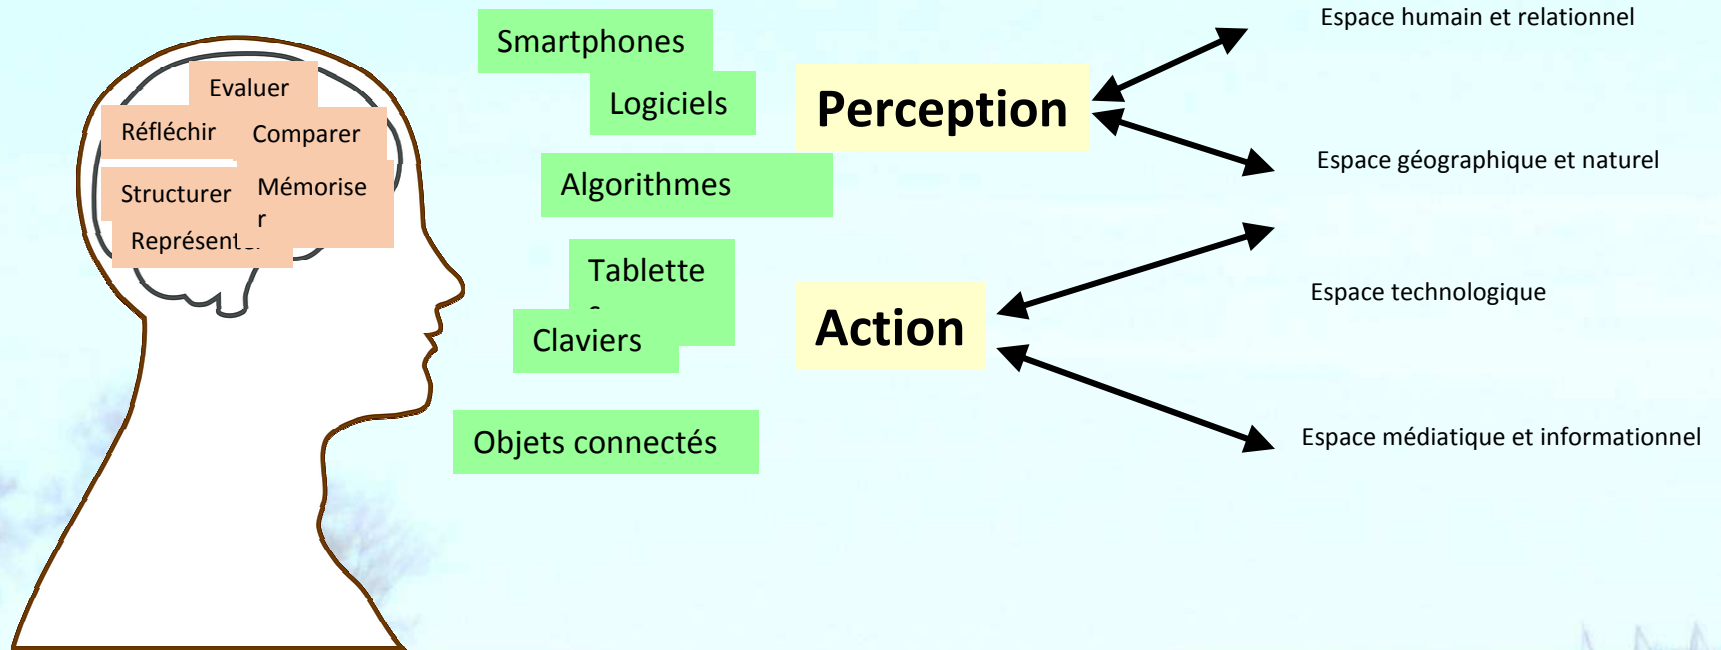 Evaluer
Réfléchir
Comparer
Structurer
Mémorise
r
Smartphones
Logiciels
Algorithmes
Tablette
Claviers
Objets connectés
Perception
Action
Espace humain et relationnel
Espace géographique et naturel
Espace technologique
Espace médiatique et informationnel